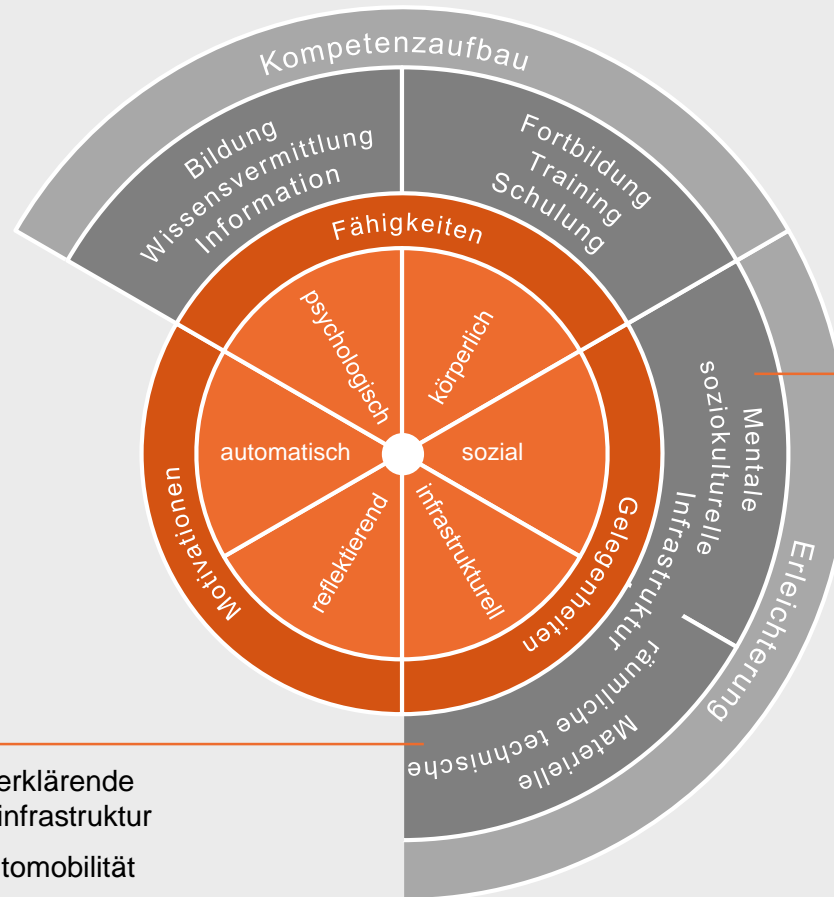 Kompetenzaufbau
Bildung
Wissensvermittlung
Information
Fortbildung
Training
Schulung
Fähigkeiten
psychologisch
körperlich
automatisch
sozial
reflektierend
infrastrukturell
Motivationen
Gelegenheiten
Mentale
soziokulturelle
Infrastruktur
räumliche technische
Materielle
Erleichterung
erklärende
infrastruktur
tomobilität